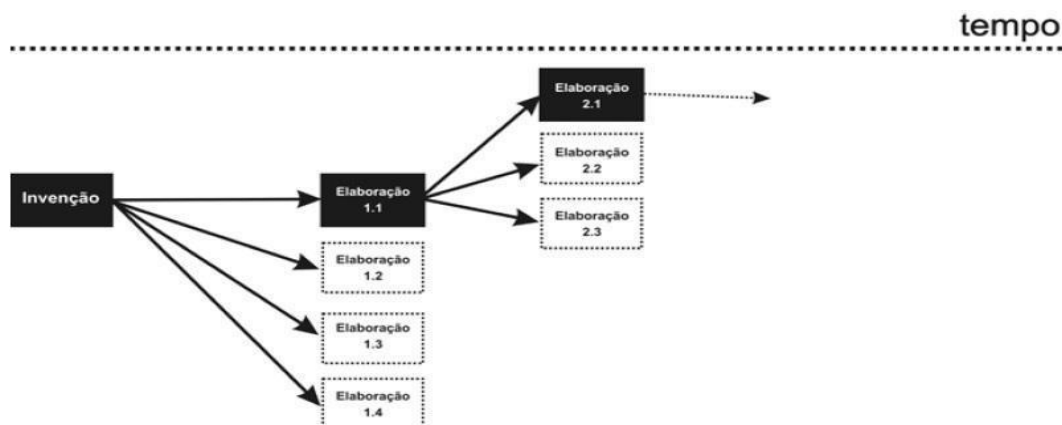 tempo
Elaboração
2.1
Elaboração
2.2
Invenção
Elaboração
1.1
Elaboração
2.3
Elaboração
1.2
Elaboração
1.3
Elaboração
1.4